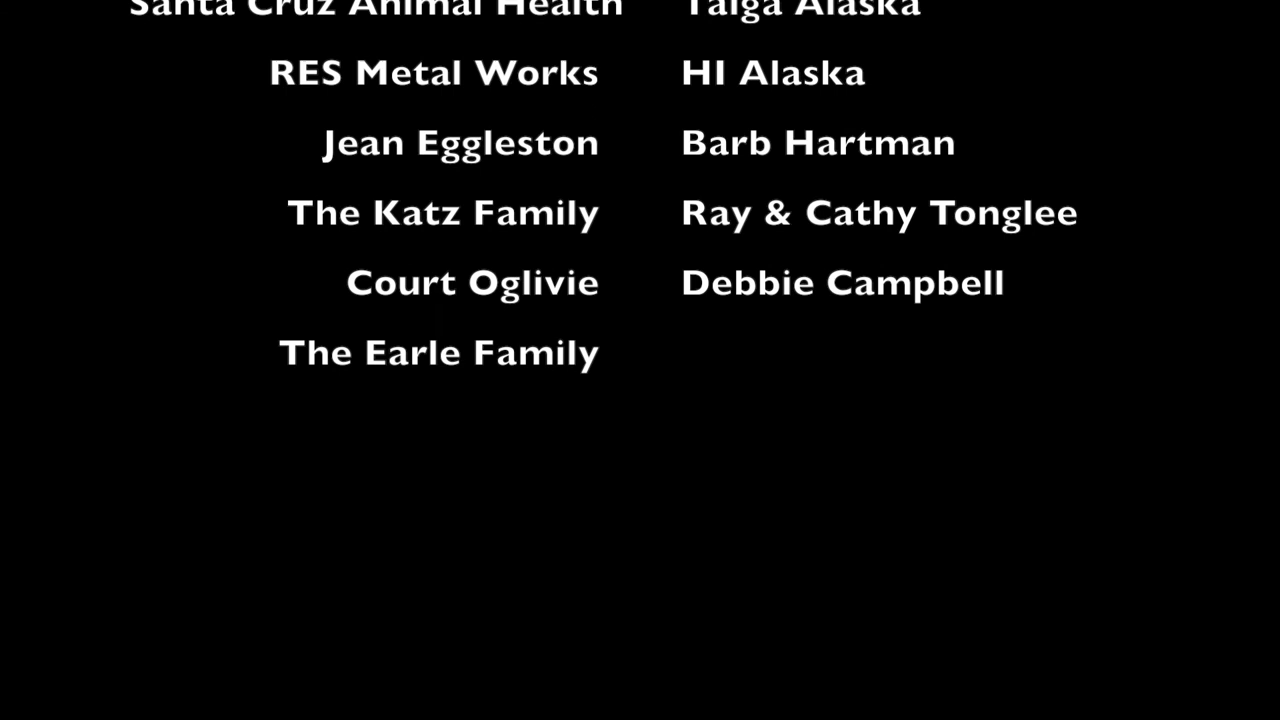 Santa Cruz Animal Health Taiga Alaska
RES Metal Works HI Alaska
Jean Eggleston Barb Hartman
The Katz Family Ray & Cathy Tonglee
Court Oglivie Debbie Campbell
The Earle Family